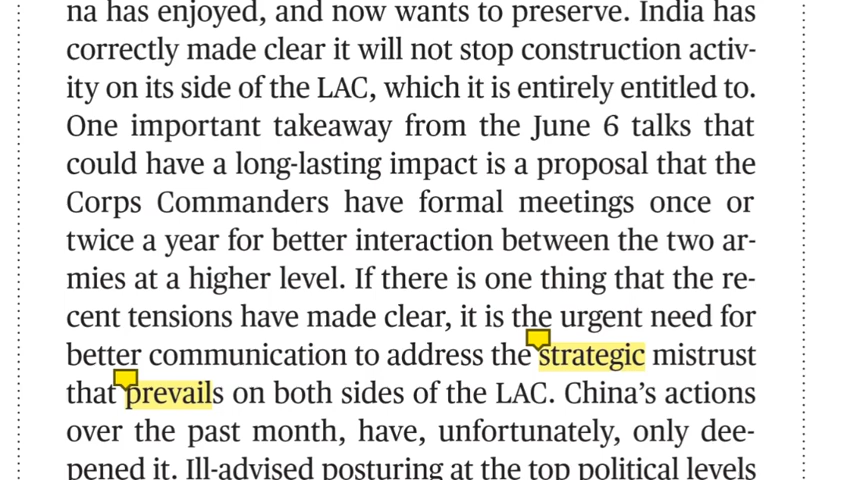 na has enjoyed, and now wants to preserve. India has
correctly made clear it will not stop construction activ-
ity on its side of the LAC, which it is entirely entitled to.
One important takeaway from the June 6 talks that
could have a long-lasting impact is a proposal that the
Corps Commanders have formal meetings once or
twice a year for better interaction between the two ar-
mies at a higher level. If there is one thing that the re-
cent tensions have made clear, it is the urgent need for
better communication to address the strategic mistrust
that prevails on both sides of the LAC. China's actions
over the past month, have, unfortunately, only dee-
pened it. Ill-advised posturing at the top political levels